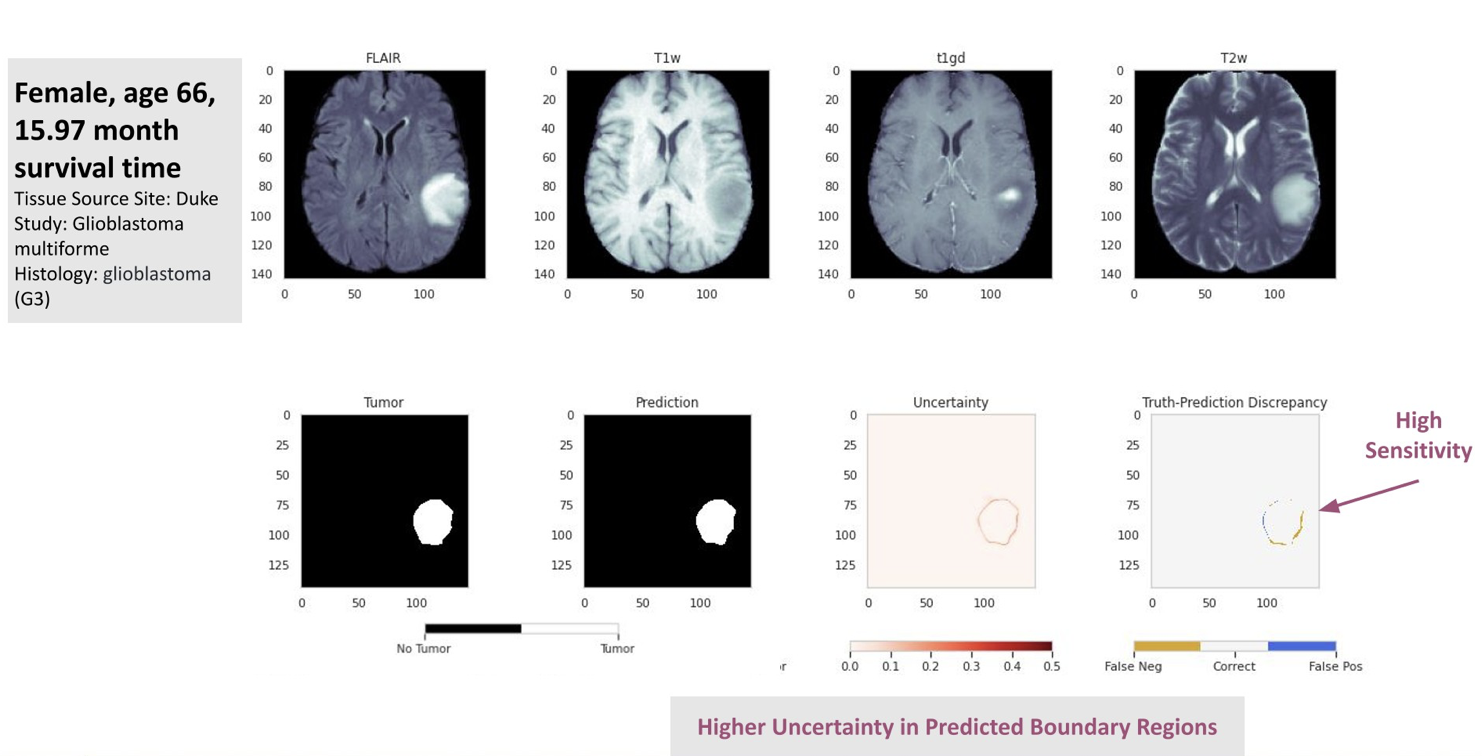 Female, age 66,
15.97 month
survival time
Tissue Source Site: Duke
Study: Glioblastoma
multiforme
Histology: glioblastoma
(G3)
FLAIR
0
20
40
60
80
100
120
140
0 50 100
T1w
0
20
40
60
80
100
120
140
0 50 100
t1gd
0
20
40
60
80
100
120
140
0 50 100
T2w
0
20
40
60
80
100
120
140
0 50 100
Tumor
0
25
50
75
100
125
0 50 100
Prediction
0
25
50
75
100
125
0 50 100
No Tumor Tumor
Uncertainty
0
25
50
75
100
125
0 50 100
0.0 0.1 0.2 0.3 0.4 0.5
Truth-Prediction Discrepancy
0
25
50
75
100
125
0 50 100
False Neg Correct False Pos
High
Sensitivity
Higher Uncertainty in Predicted Boundary Regions